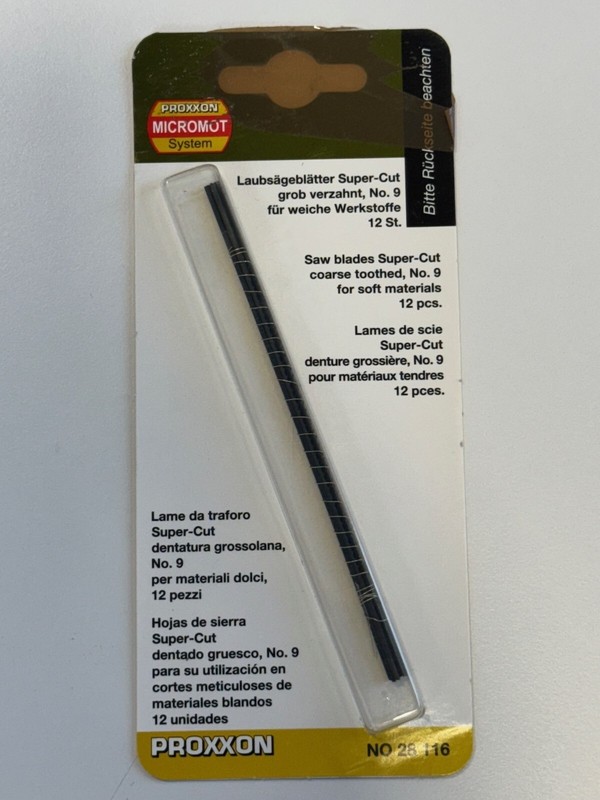 Bitte Rückseite beachten
PROXXON
MICROMOT
System
Laubsägeblätter Super-Cut
grob verzahnt, No. 9
für weiche Werkstoffe
12 St.
Saw blades Super-Cut
coarse toothed, No. 9
for soft materials
12 pcs.
Lames de scie
Super-Cut
denture grossière, No. 9
pour matériaux tendres
12 pces.
Lame da traforo
Super-Cut
dentatura grossolana,
No. 9
per materiali dolci,
12 pezzi
Hojas de sierra
Super-Cut
dentado gruesco, No. 9
para su utilización en
cortes meticuloses de
materiales blandos
12 unidades
PROXXON
NO 28 116